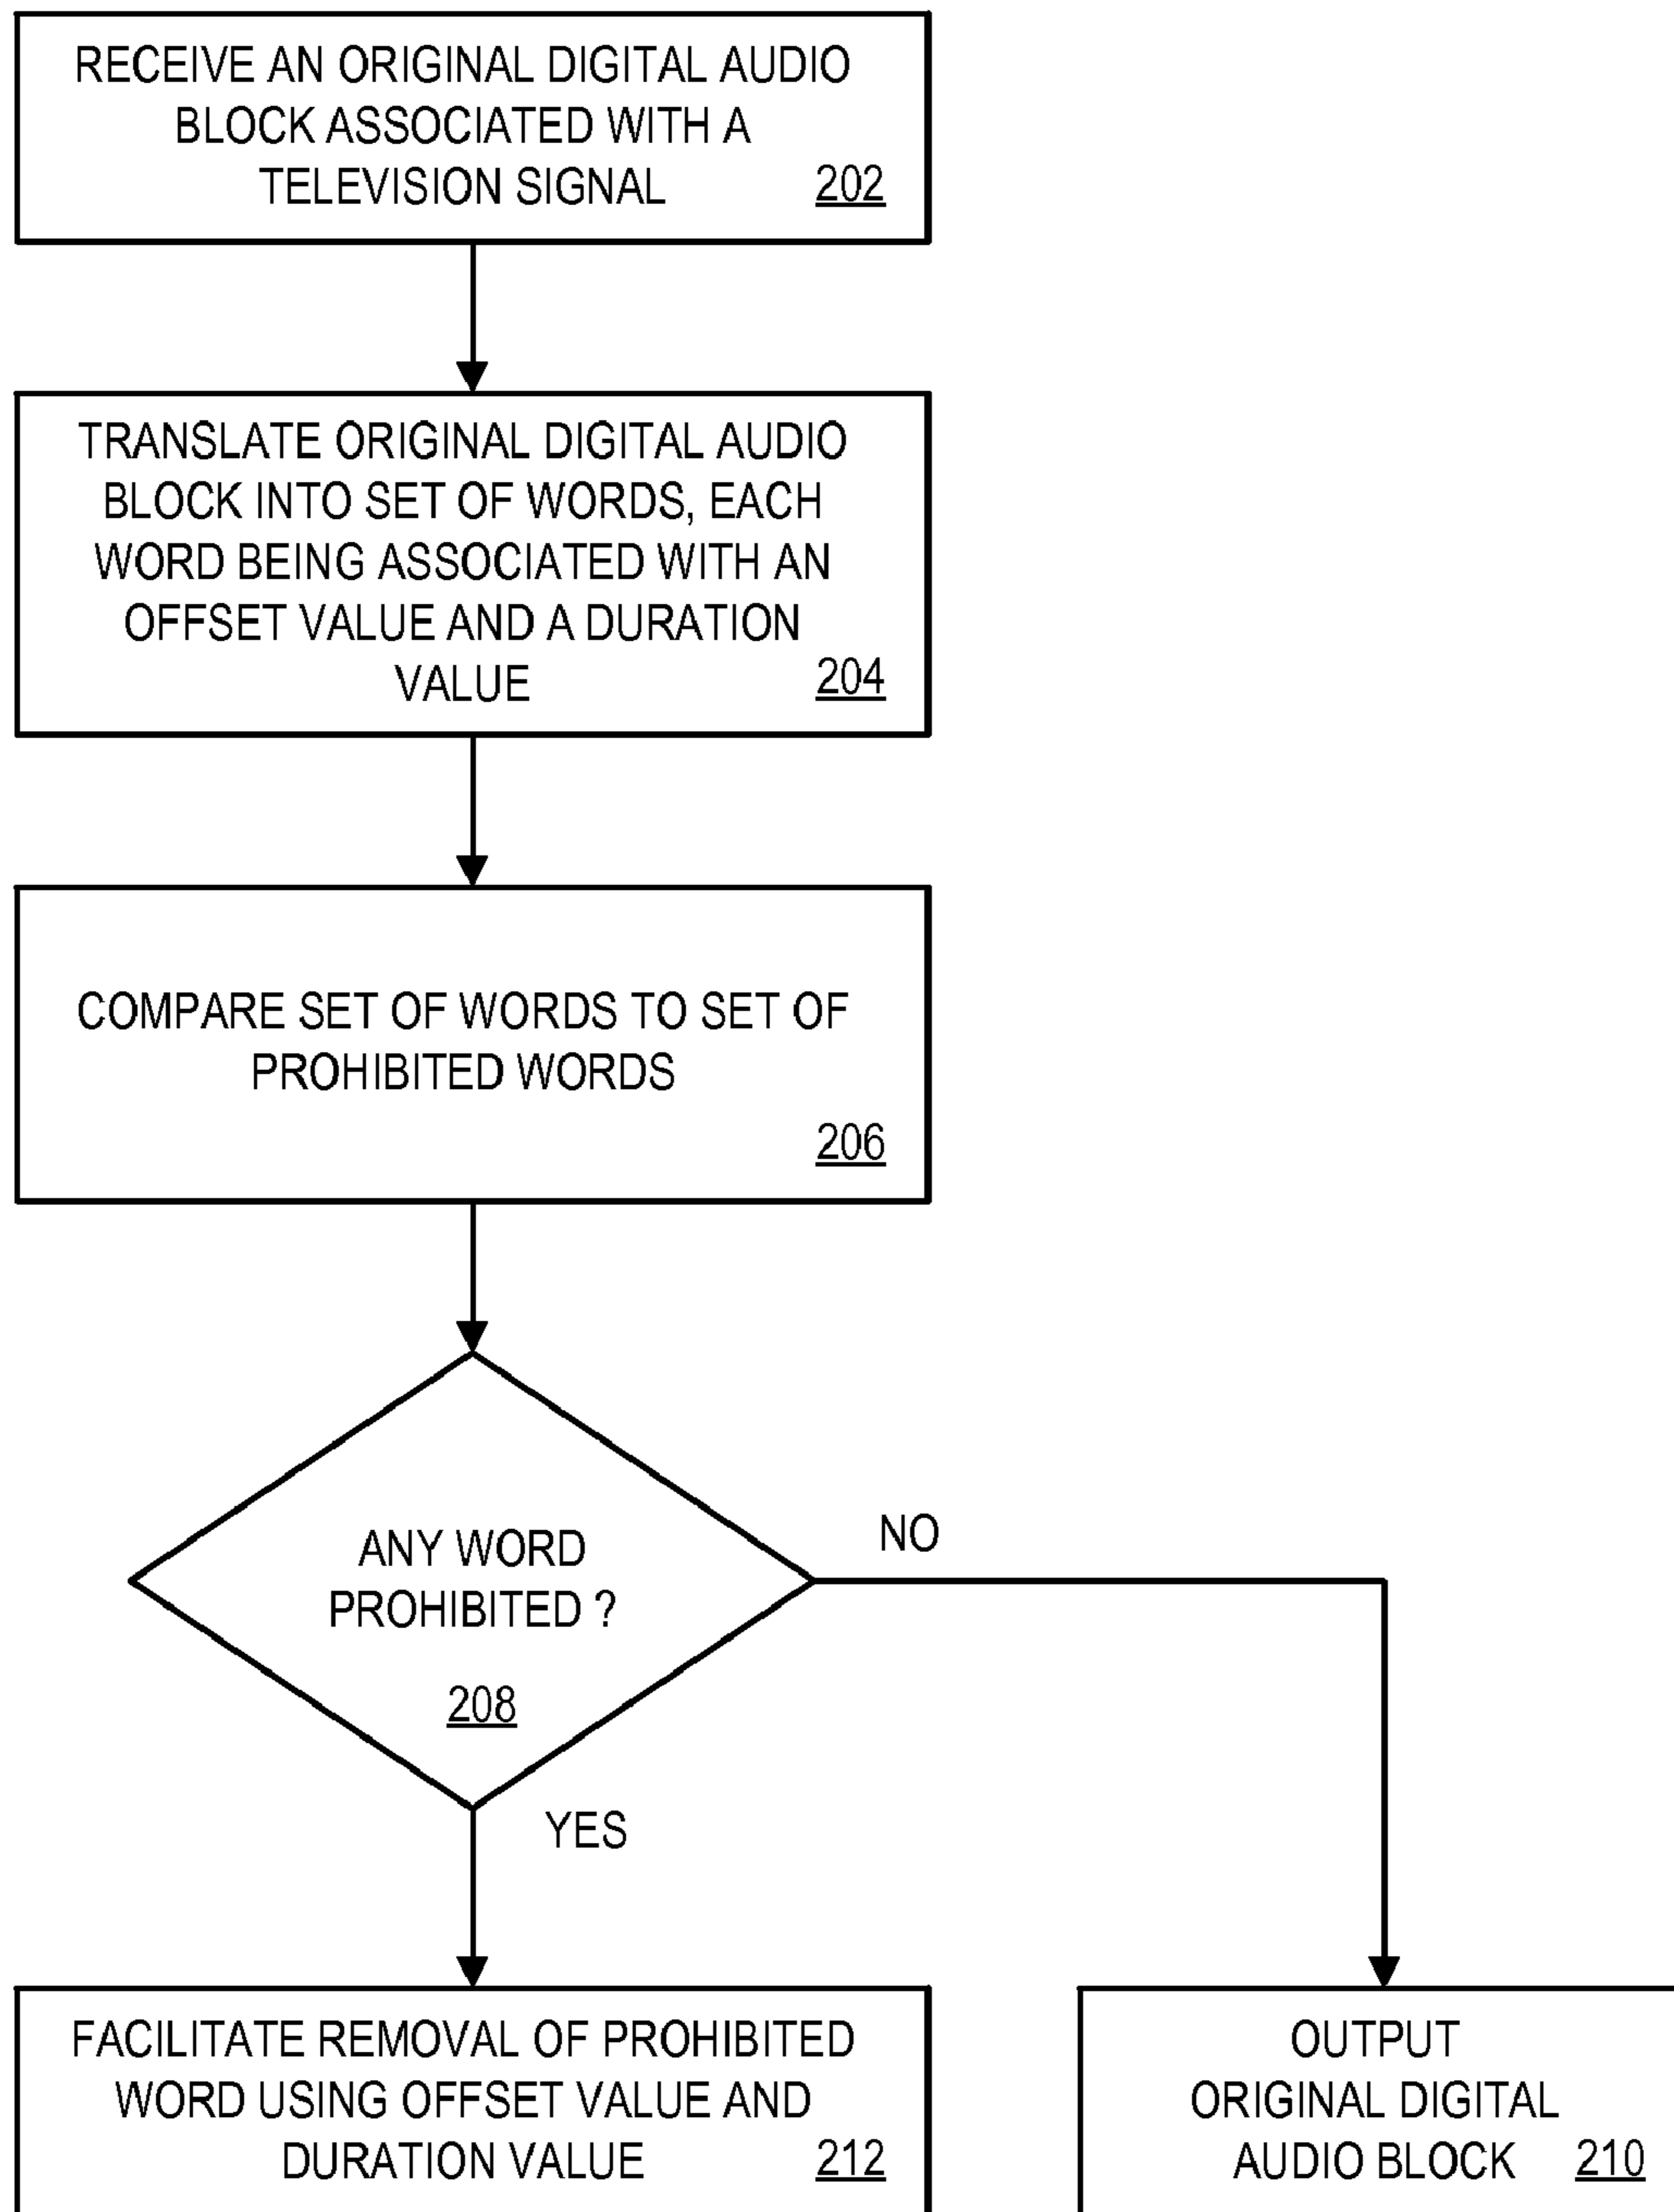 RECEIVE AN ORIGINAL DIGITAL AUDIO
BLOCK ASSOCIATED WITH A
TELEVISION SIGNAL 202
TRANSLATE ORIGINAL DIGITAL AUDIO
BLOCK INTO SET OF WORDS, EACH
WORD BEING ASSOCIATED WITH AN
OFFSET VALUE AND A DURATION
VALUE 204
COMPARE SET OF WORDS TO SET OF
PROHIBITED WORDS
206
ANY WORD
PROHIBITED ?
208
NO
YES
FACILITATE REMOVAL OF PROHIBITED
WORD USING OFFSET VALUE AND
DURATION VALUE 212
OUTPUT
ORIGINAL DIGITAL
AUDIO BLOCK 210